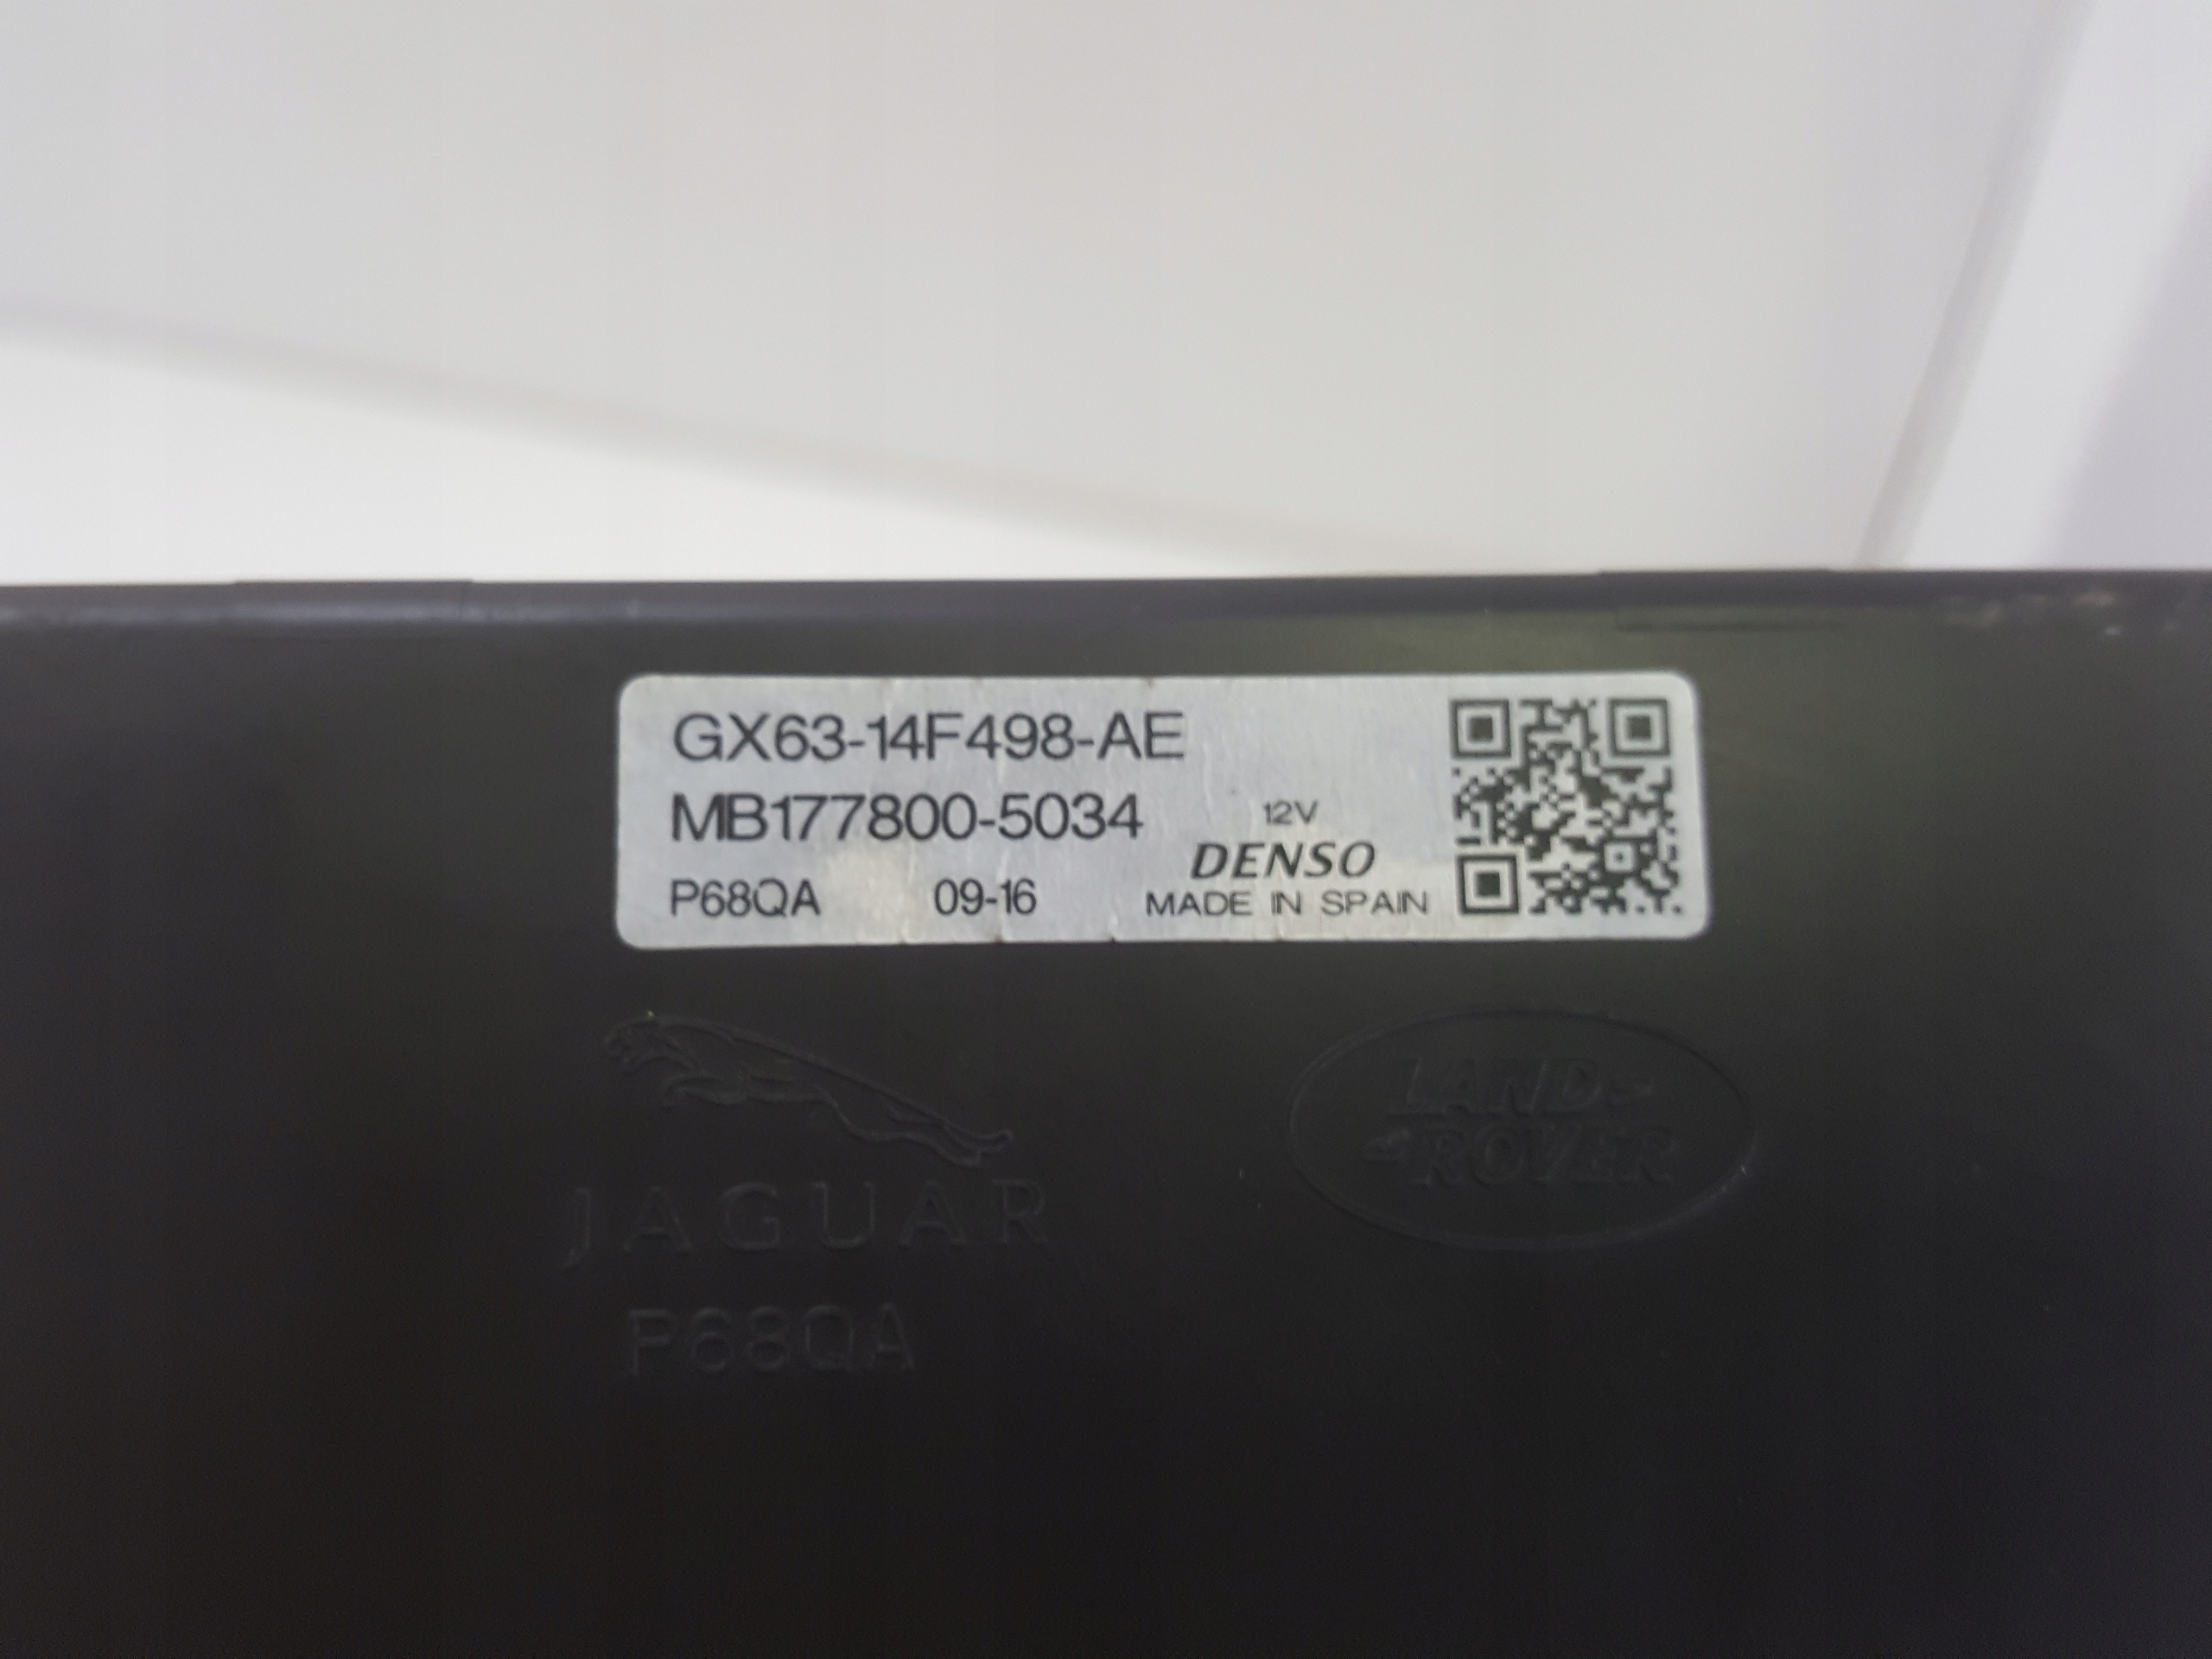 GX63-14F498-AE
MB177800-5034
12V
DENSO
P68QA 09-16 MADE IN SPAIN
JAGUAR
LAND-
ROVER
P68QA